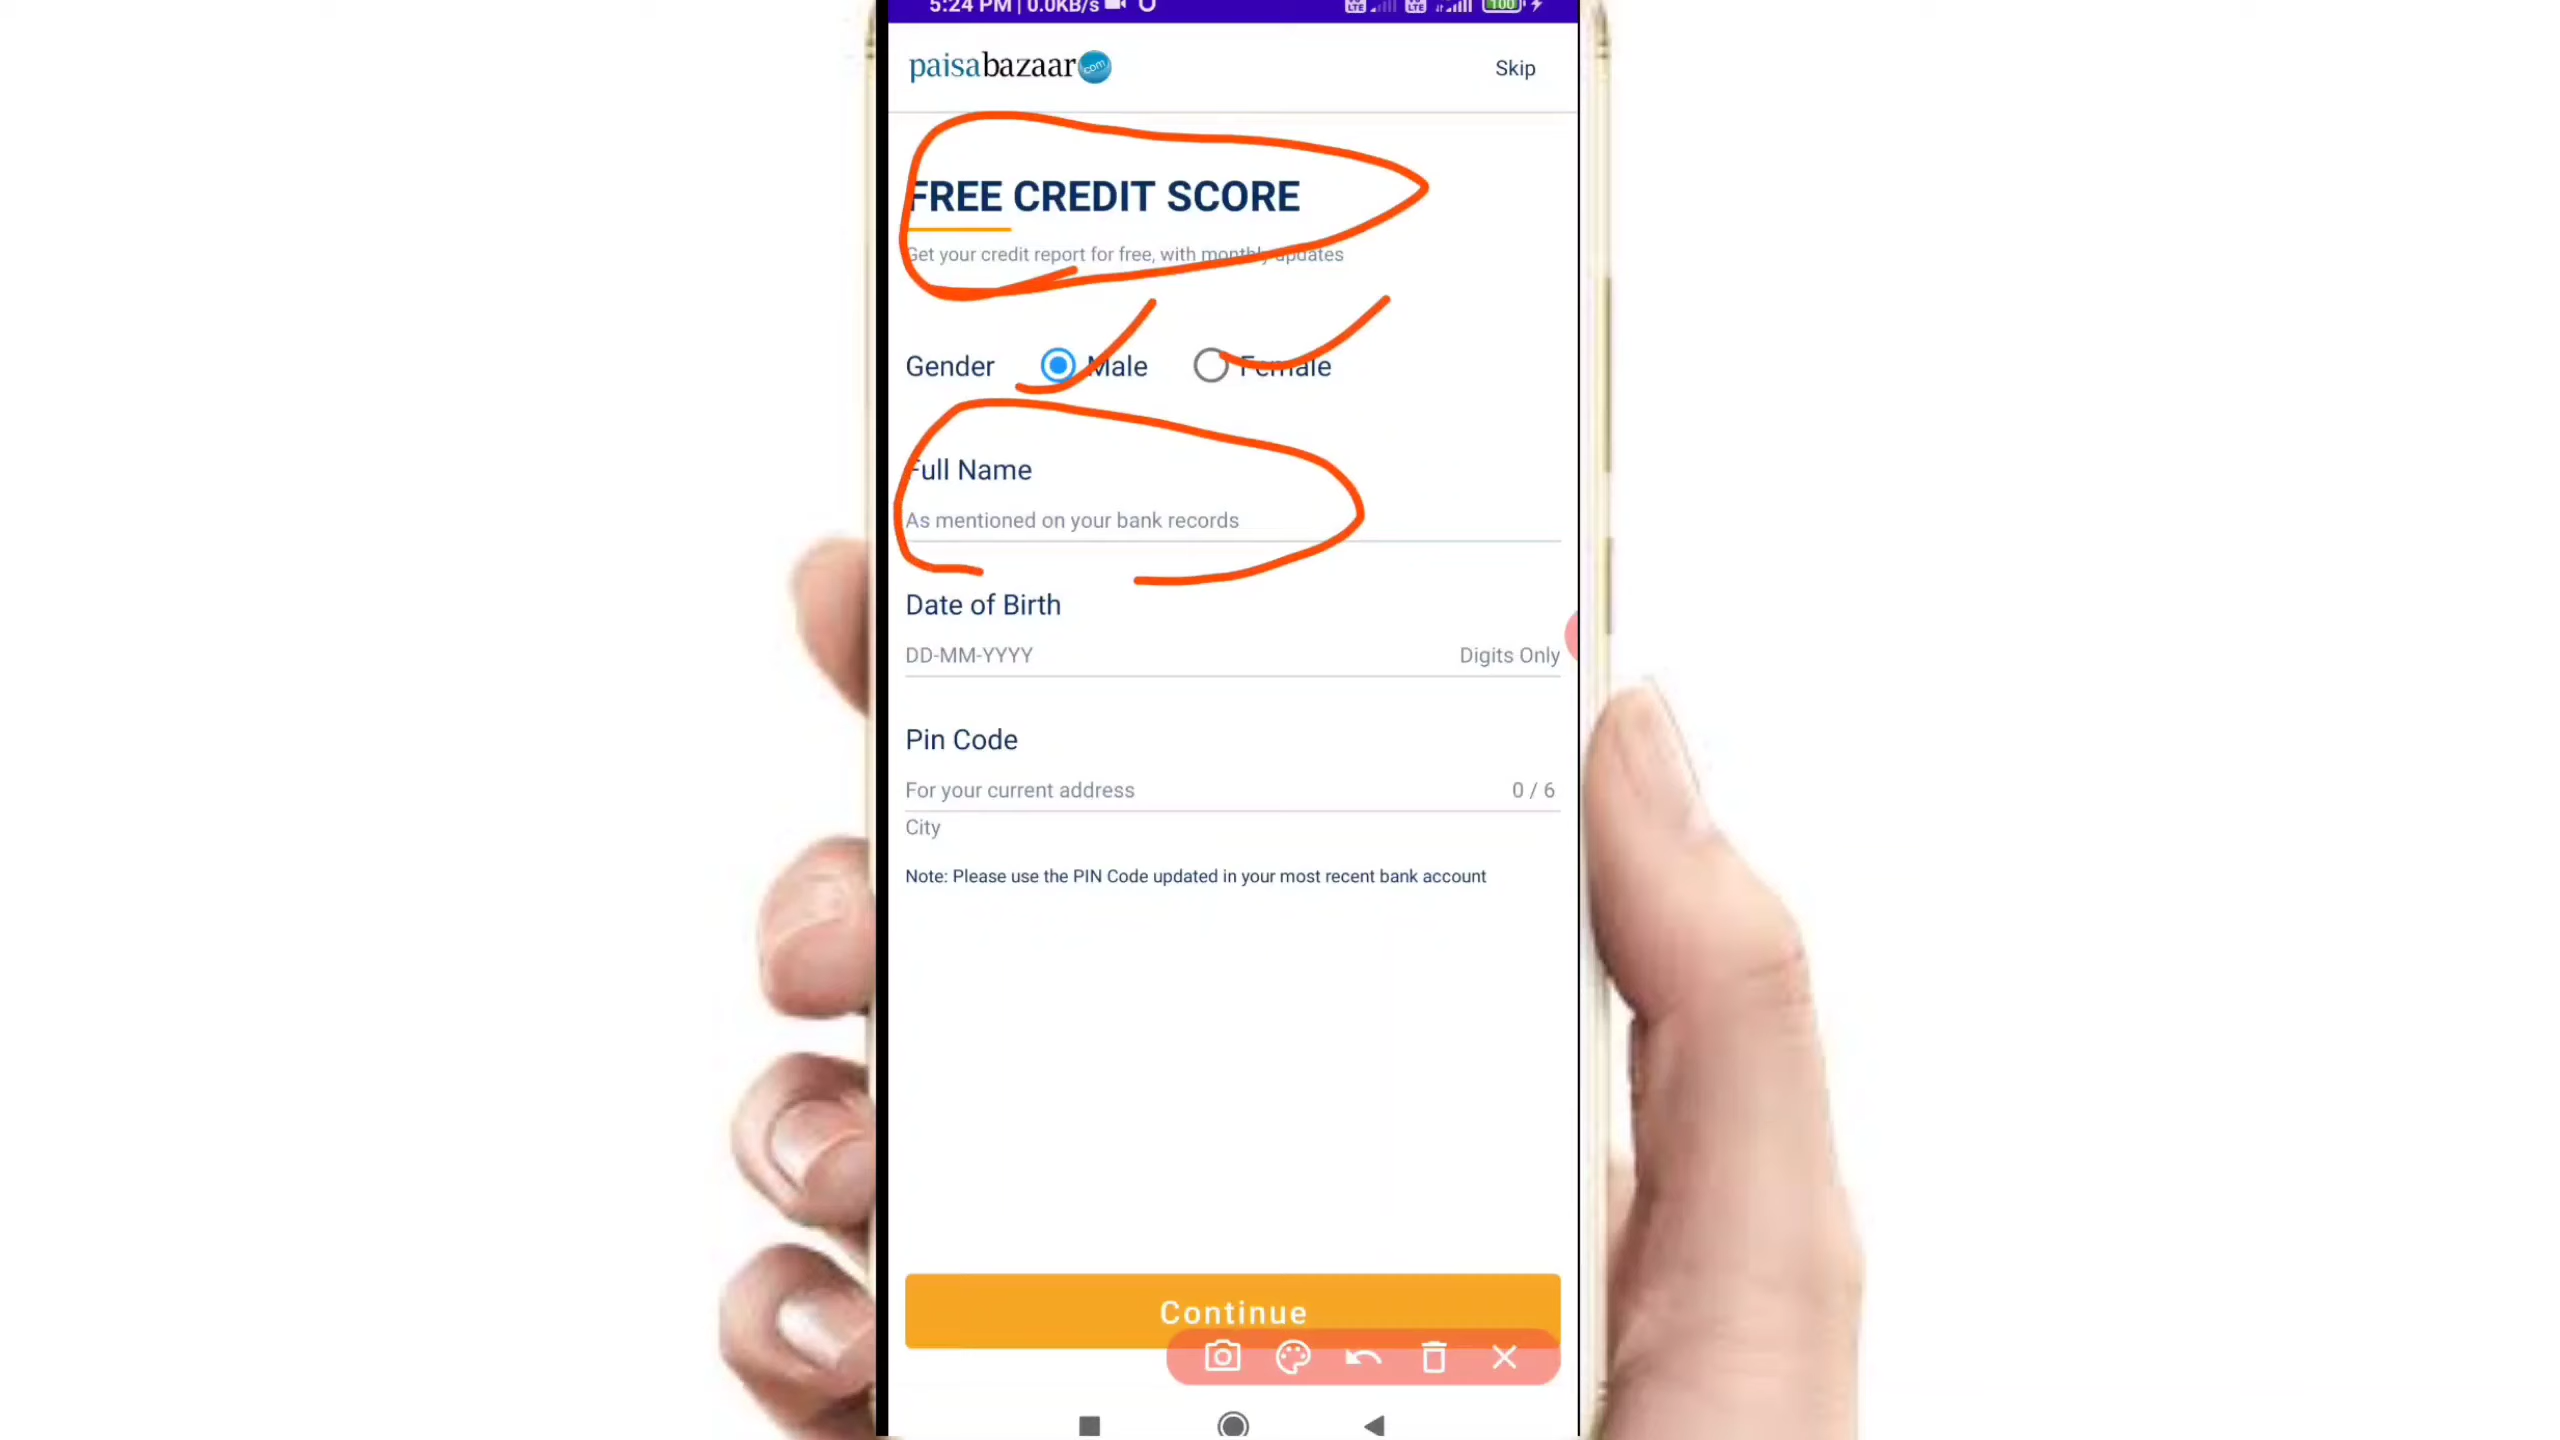 5:24 PM | 0.0KB/s
100
paisabazaar.com
Skip
FREE CREDIT SCORE
Get your credit report for free, with monthly updates
Gender Male Female
Full Name
As mentioned on your bank records
Date of Birth
DD-MM-YYYY Digits Only
Pin Code
For your current address 0 / 6
City
Note: Please use the PIN Code updated in your most recent bank account
Continue